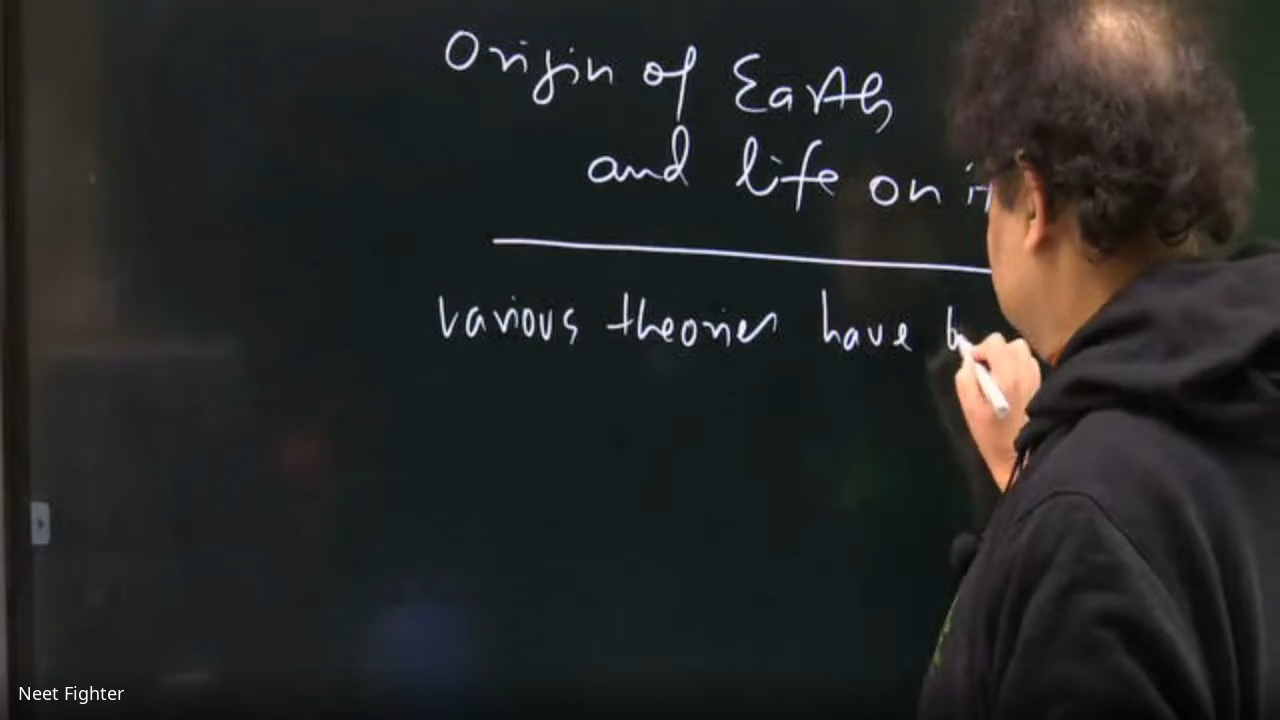 Origin of Earth
and life on it
various theories have b
Neet Fighter